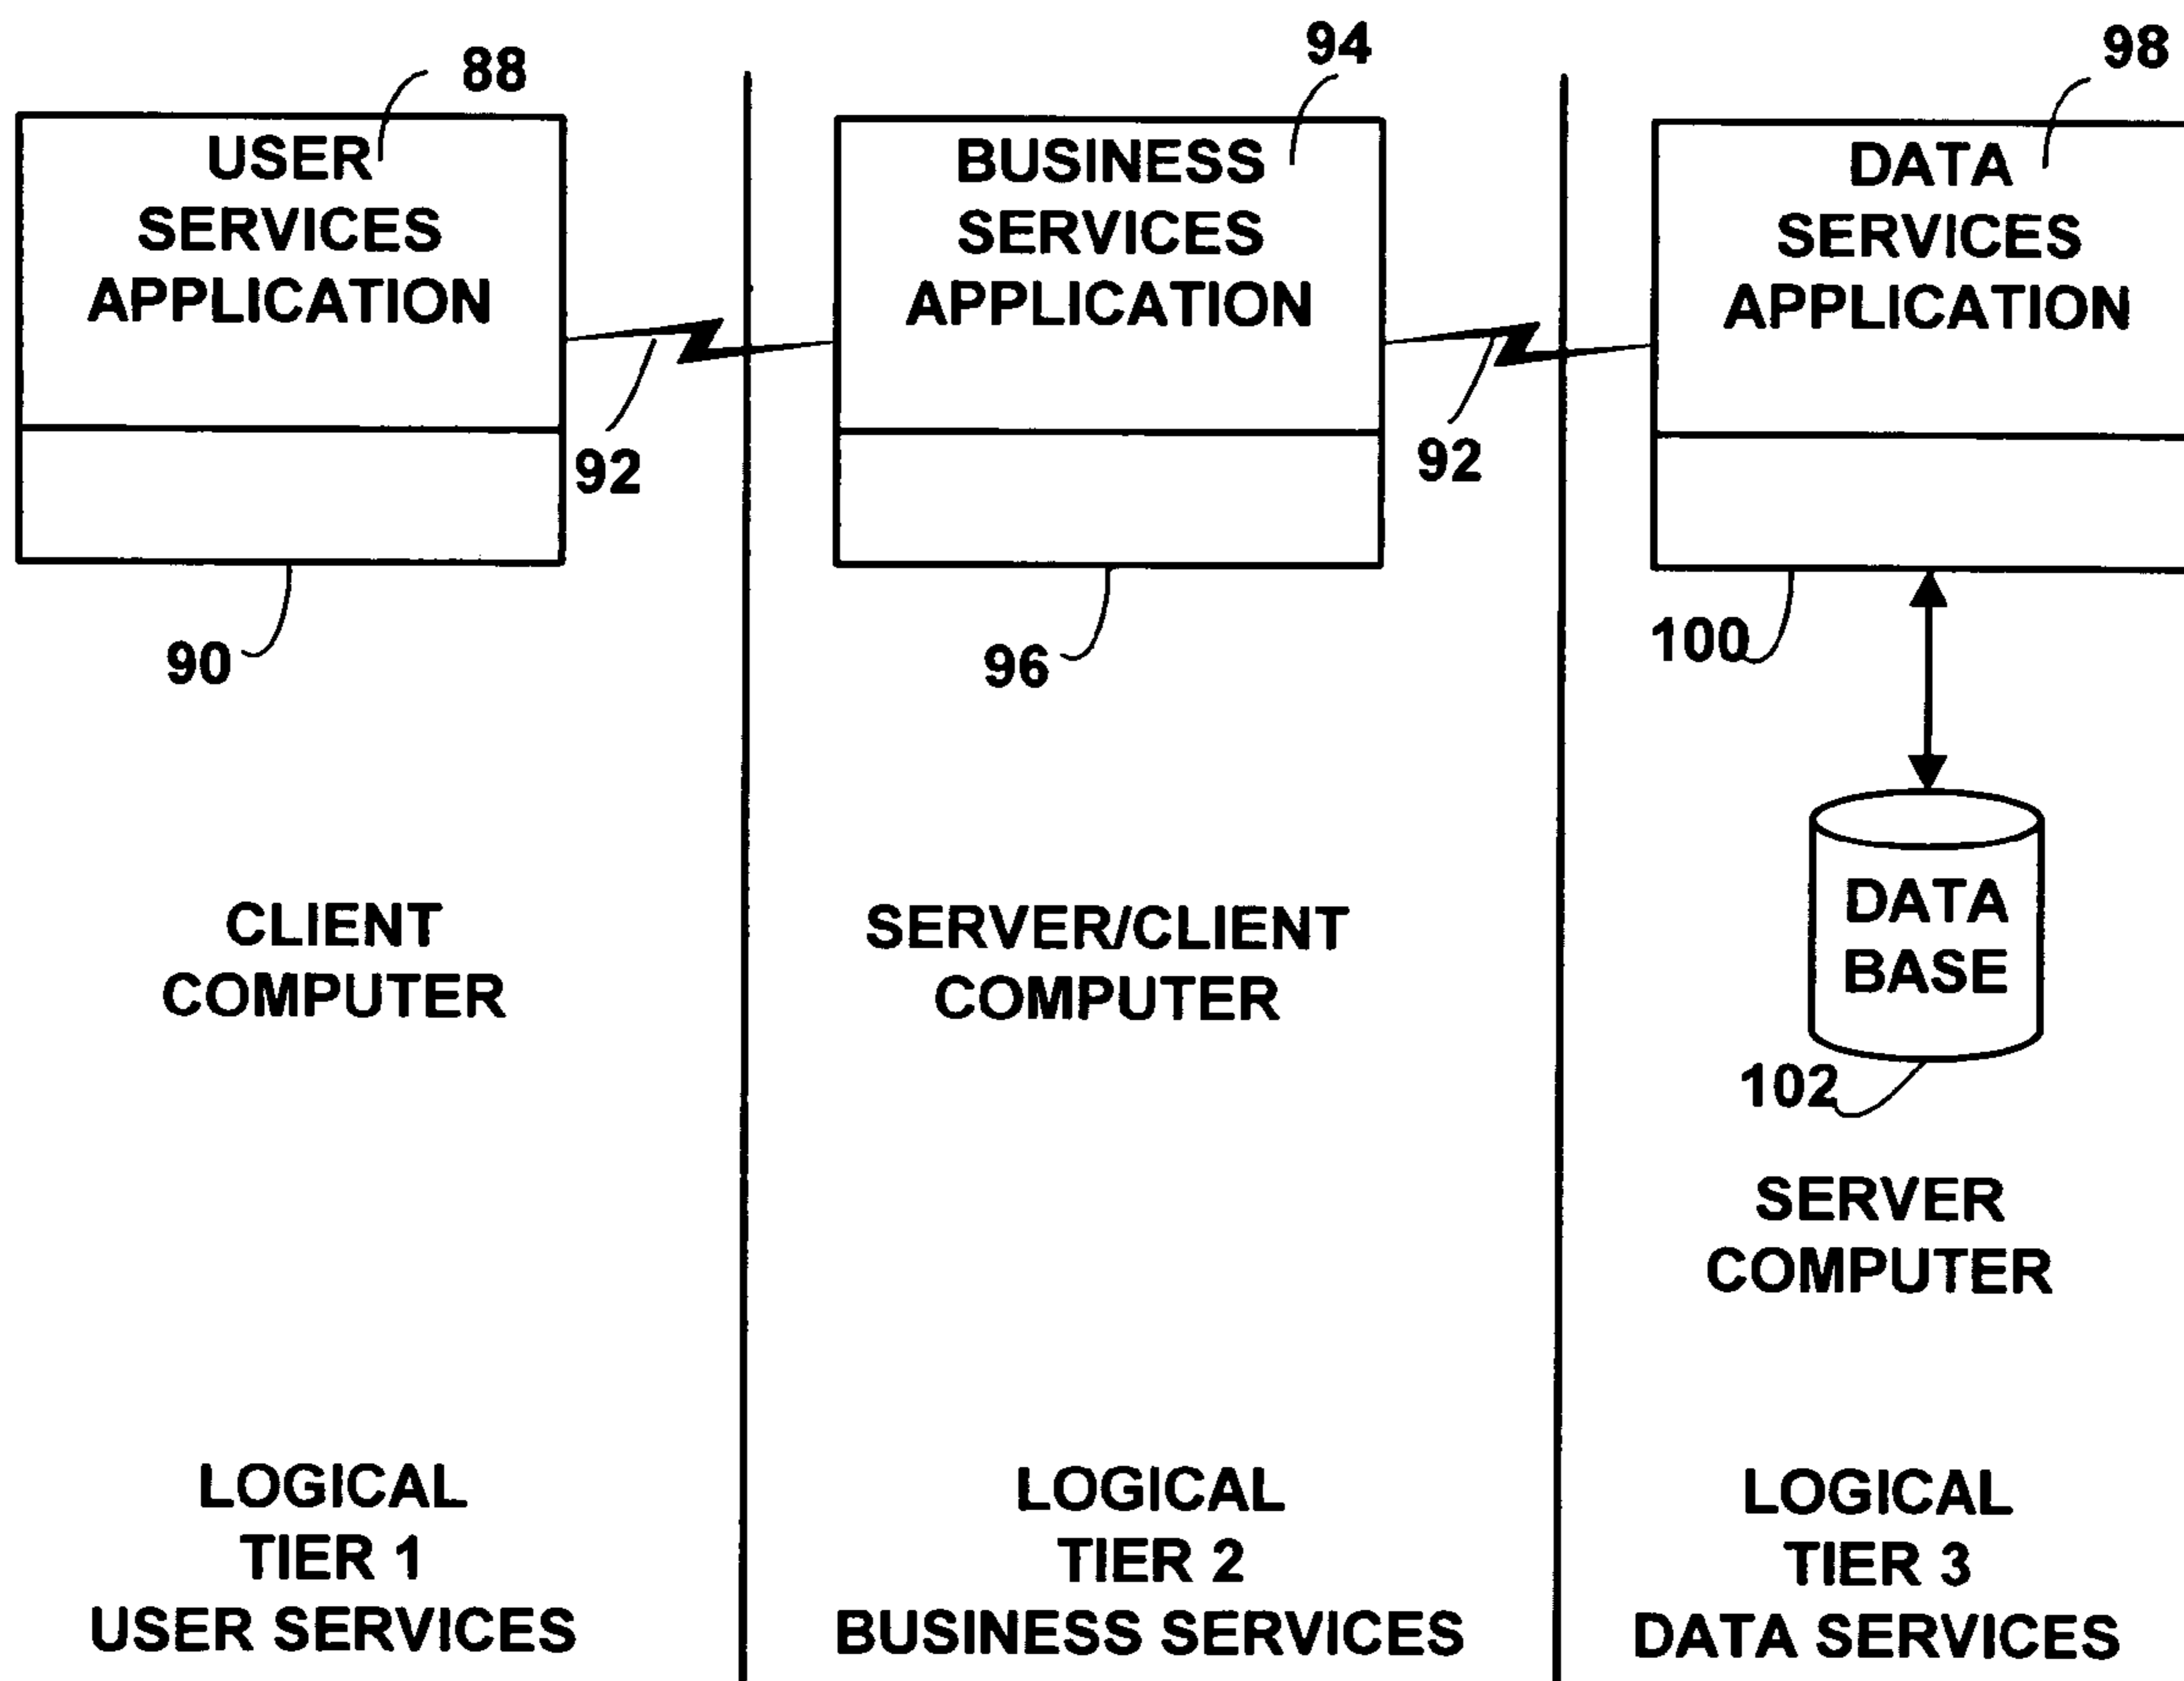 88
94
98
USER
SERVICES
APPLICATION
BUSINESS
SERVICES
APPLICATION
DATA
SERVICES
APPLICATION
92
92
90
96
100
CLIENT
COMPUTER
SERVER/CLIENT
COMPUTER
DATA
BASE
102
SERVER
COMPUTER
LOGICAL
TIER 1
USER SERVICES
LOGICAL
TIER 2
BUSINESS SERVICES
LOGICAL
TIER 3
DATA SERVICES